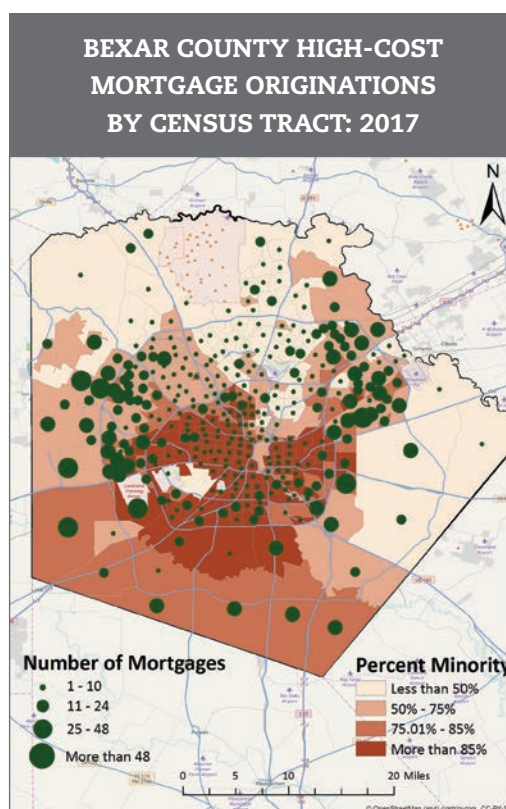 BEXAR COUNTY HIGH-COST
MORTGAGE ORIGINATIONS
BY CENSUS TRACT: 2017
N
Number of Mortgages
1 - 10
11 - 24
25 - 48
More than 48
Percent Minority
Less than 50%
50% - 75%
75.01% - 85%
More than 85%
0 5 10 20 Miles